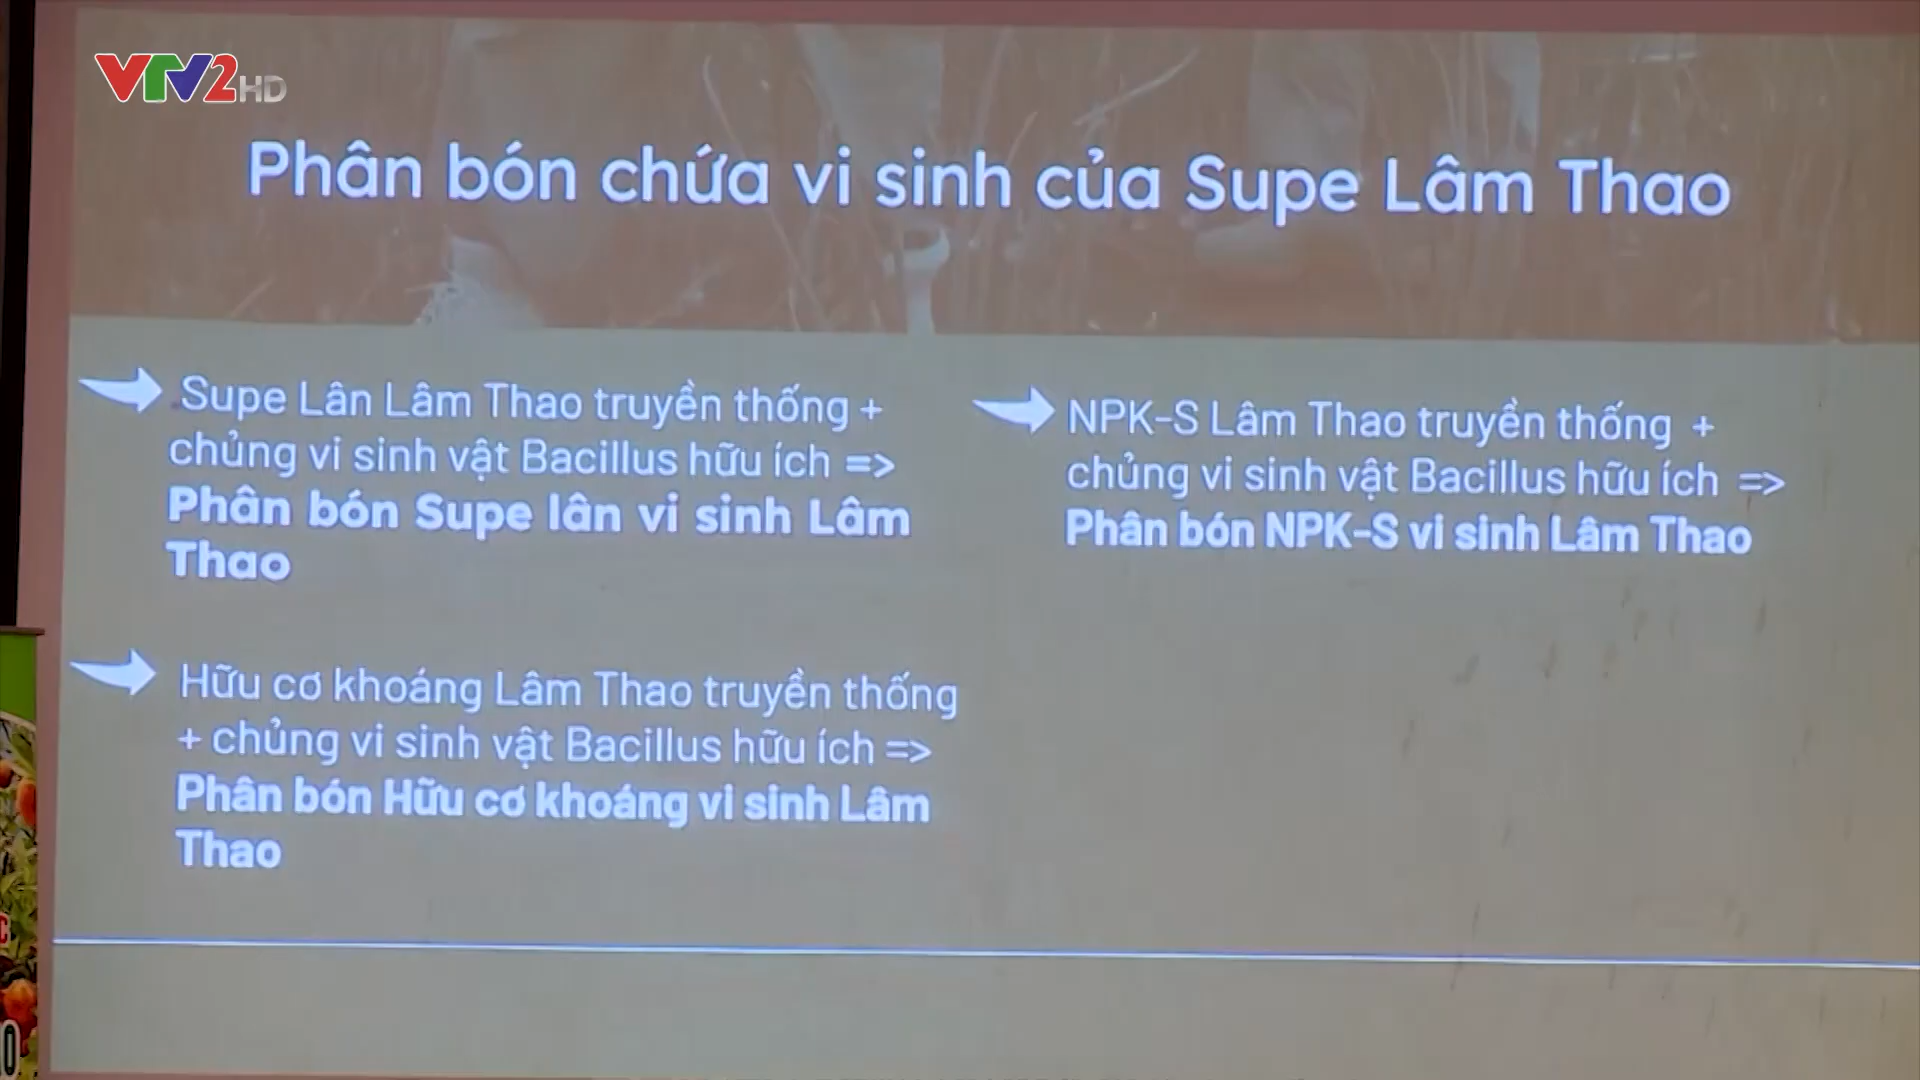 VTV2HD
Phân bón chứa vi sinh của Supe Lâm Thao
Supe Lân Lâm Thao truyền thống +
chủng vi sinh vật Bacillus hữu ích =>
Phân bón Supe lân vi sinh Lâm
Thao
NPK-S Lâm Thao truyền thống +
chủng vi sinh vật Bacillus hữu ích =>
Phân bón NPK-S vi sinh Lâm Thao
Hữu cơ khoáng Lâm Thao truyền thống
+ chủng vi sinh vật Bacillus hữu ích =>
Phân bón Hữu cơ khoáng vi sinh Lâm
Thao